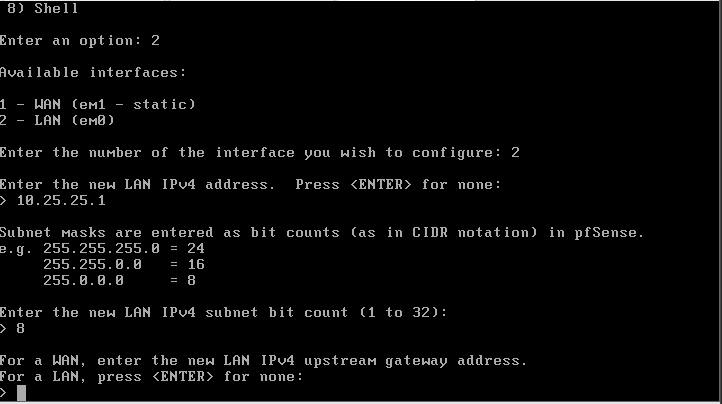 8) Shell
Enter an option: 2
Available interfaces:
1 - WAN (em1 - static)
2 - LAN (em0)
Enter the number of the interface you wish to configure: 2
Enter the new LAN IPv4 address.  Press <ENTER> for none:
> 10.25.25.1
Subnet masks are entered as bit counts (as in CIDR notation) in pfSense.
e.g. 255.255.255.0 = 24
     255.255.0.0   = 16
     255.0.0.0     = 8
Enter the new LAN IPv4 subnet bit count (1 to 32):
> 8
For a WAN, enter the new LAN IPv4 upstream gateway address.
For a LAN, press <ENTER> for none:
>